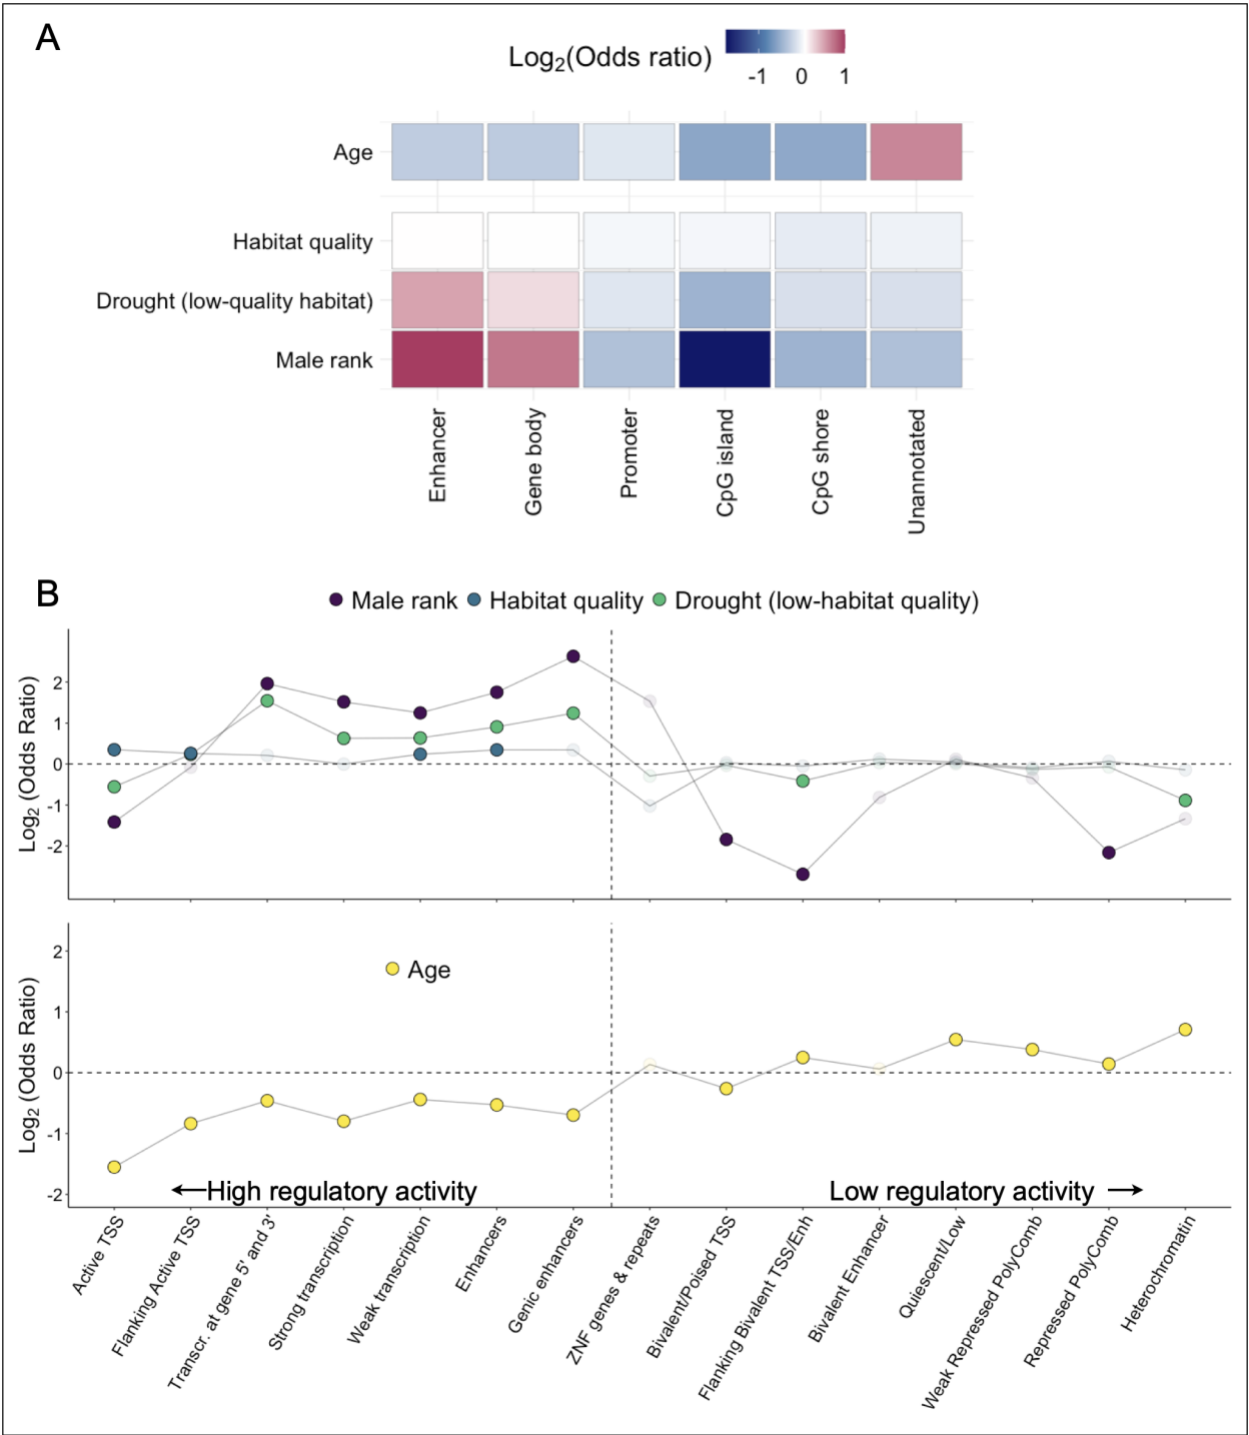 A
Log₂(Odds ratio)
-1 0 1
Age
Habitat quality
Drought (low-quality habitat)
Male rank
Enhancer
Gene body
Promoter
CpG island
CpG shore
Unannotated
B
Male rank Habitat quality Drought (low-habitat quality)
Log₂ (Odds Ratio)
2
1
0
-1
-2
Age
Log₂ (Odds Ratio)
2
1
0
-1
-2
←High regulatory activity
Low regulatory activity →
Active TSS
Flanking Active TSS
Transcr. at gene 5' and 3'
Strong transcription
Weak transcription
Enhancers
Genic enhancers
ZNF genes & repeats
Bivalent/Poised TSS
Flanking Bivalent TSS/Enh
Bivalent Enhancer
Quiescent/Low
Weak Repressed PolyComb
Repressed PolyComb
Heterochromatin